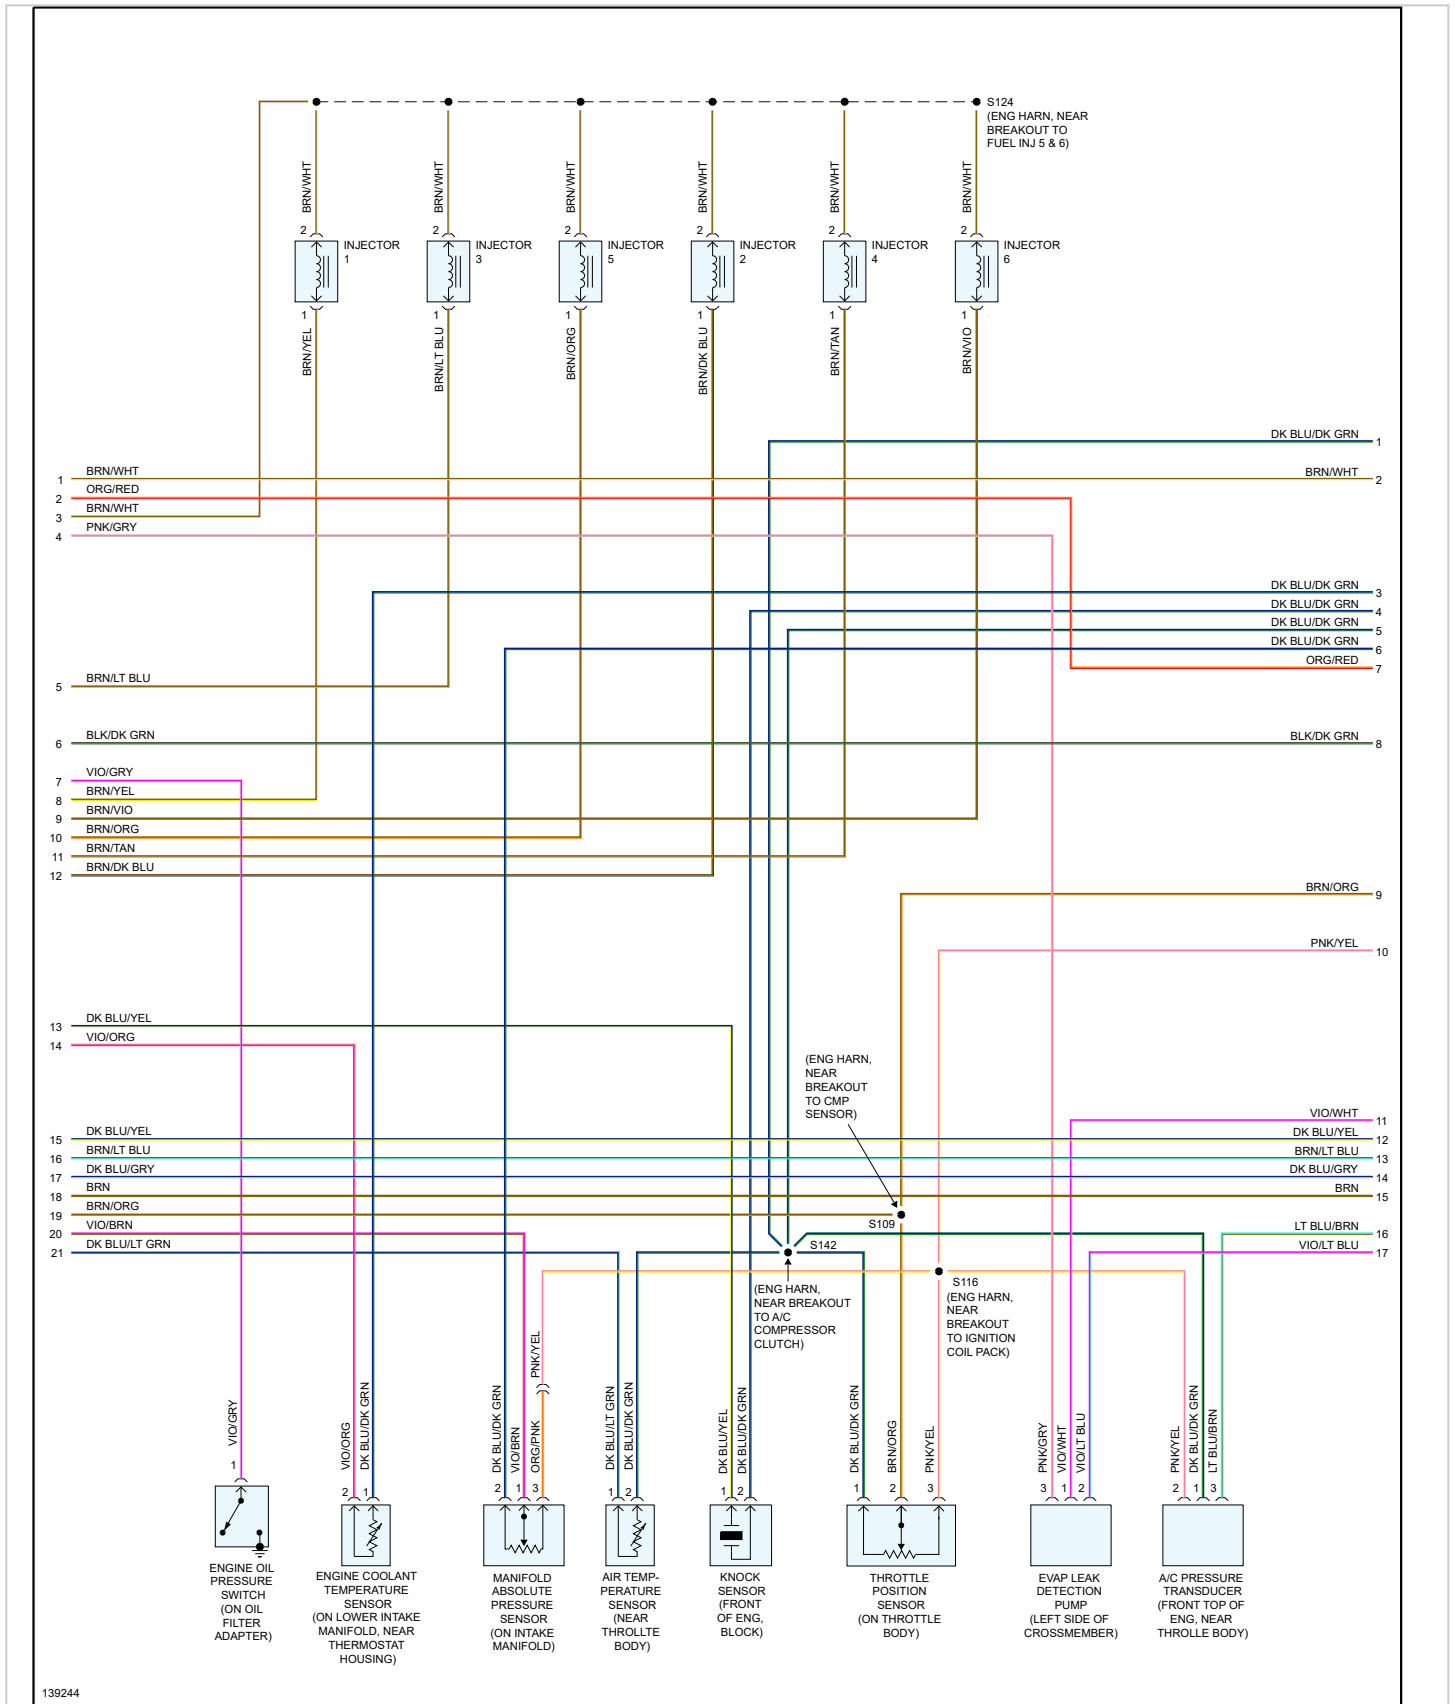 S124
(ENG HARN, NEAR
BREAKOUT TO
FUEL INJ 5 & 6)
BRN/WHT
BRN/WHT
BRN/WHT
BRN/WHT
BRN/WHT
BRN/WHT
2
2
2
2
2
2
INJECTOR
1
INJECTOR
3
INJECTOR
5
INJECTOR
2
INJECTOR
4
INJECTOR
6
1
1
1
1
1
1
BRN/YEL
BRN/LT BLU
BRN/ORG
BRN/DK BLU
BRN/TAN
BRN/VIO
DK BLU/DK GRN 1
1 BRN/WHT
BRN/WHT 2
2 ORG/RED
3 BRN/WHT
4 PNK/GRY
DK BLU/DK GRN 3
DK BLU/DK GRN 4
DK BLU/DK GRN 5
DK BLU/DK GRN 6
ORG/RED 7
5 BRN/LT BLU
6 BLK/DK GRN
BLK/DK GRN 8
7 VIO/GRY
8 BRN/YEL
9 BRN/VIO
10 BRN/ORG
11 BRN/TAN
12 BRN/DK BLU
BRN/ORG 9
PNK/YEL 10
13 DK BLU/YEL
14 VIO/ORG
(ENG HARN,
NEAR
BREAKOUT
TO CMP
SENSOR)
VIO/WHT 11
15 DK BLU/YEL
DK BLU/YEL 12
16 BRN/LT BLU
BRN/LT BLU 13
17 DK BLU/GRY
DK BLU/GRY 14
18 BRN
BRN 15
19 BRN/ORG
S109
20 VIO/BRN
LT BLU/BRN 16
21 DK BLU/LT GRN
S142
VIO/LT BLU 17
(ENG HARN,
NEAR BREAKOUT
TO A/C
COMPRESSOR
CLUTCH)
S116
(ENG HARN,
NEAR
BREAKOUT
TO IGNITION
COIL PACK)
PNK/YEL
VIO/GRY
VIO/ORG
DK BLU/DK GRN
DK BLU/DK GRN
VIO/BRN
ORG/PNK
DK BLU/LT GRN
DK BLU/DK GRN
DK BLU/YEL
DK BLU/DK GRN
DK BLU/DK GRN
BRN/ORG
PNK/YEL
PNK/GRY
VIO/WHT
VIO/LT BLU
PNK/YEL
DK BLU/DK GRN
LT BLU/BRN
1
2 1
2 1 3
1 2
1 2
1 2 3
3 1 2
2 1 3
ENGINE OIL
PRESSURE
SWITCH
(ON OIL
FILTER
ADAPTER)
ENGINE COOLANT
TEMPERATURE
SENSOR
(ON LOWER INTAKE
MANIFOLD, NEAR
THERMOSTAT
HOUSING)
MANIFOLD
ABSOLUTE
PRESSURE
SENSOR
(ON INTAKE
MANIFOLD)
AIR TEMP-
PERATURE
SENSOR
(NEAR
THROLLTE
BODY)
KNOCK
SENSOR
(FRONT
OF ENG,
BLOCK)
THROTTLE
POSITION
SENSOR
(ON THROTTLE
BODY)
EVAP LEAK
DETECTION
PUMP
(LEFT SIDE OF
CROSSMEMBER)
A/C PRESSURE
TRANSDUCER
(FRONT TOP OF
ENG, NEAR
THROLLE BODY)
139244